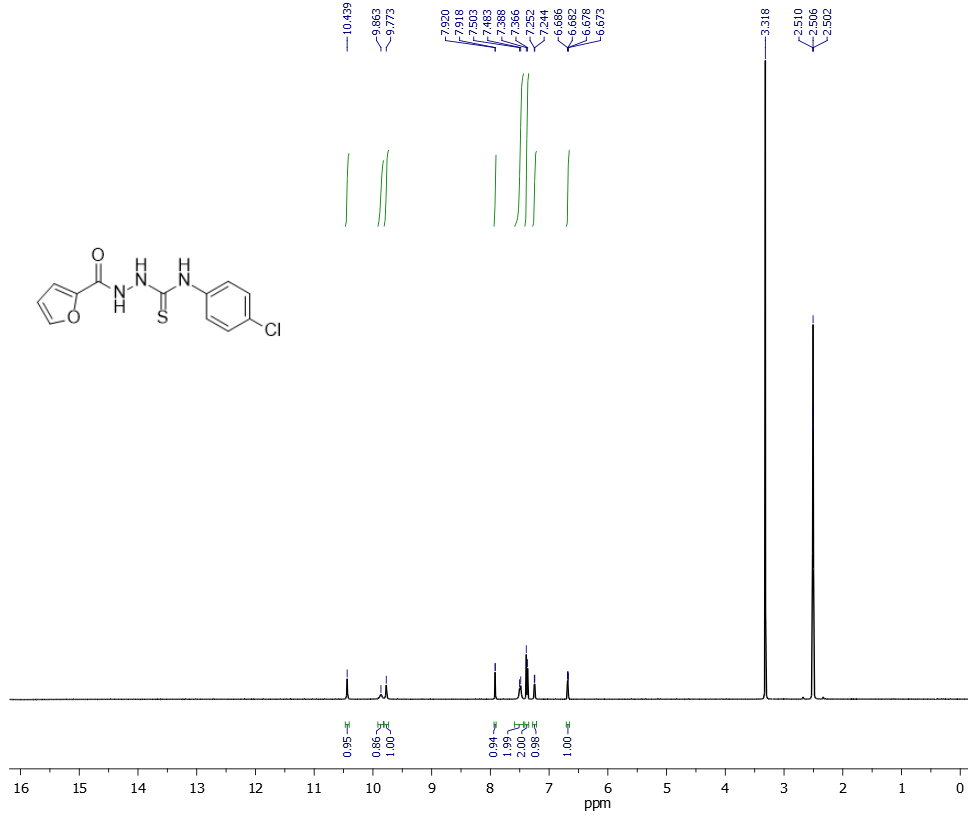 10.439
9.863
9.773
7.920
7.918
7.503
7.483
7.388
7.366
7.252
7.244
6.686
6.682
6.678
6.673
3.318
2.510
2.506
2.502
O
H
H
N
N
N
H
S
O
Cl
0.95
0.86
1.00
0.94
1.99
2.00
0.98
1.00
16 15 14 13 12 11 10 9 8 7 6 5 4 3 2 1 0
ppm